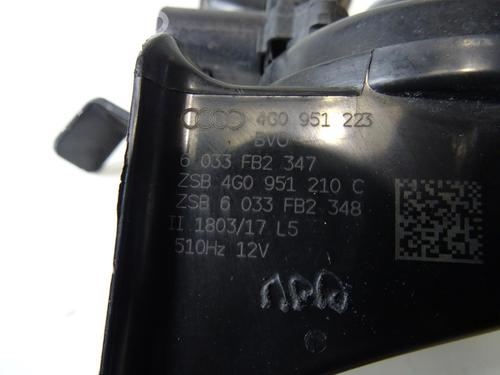 4G0 951 223
BVO
6 033 FB2 347
ZSB 4G0 951 210 C
ZSB 6 033 FB2 348
II 1803/17 L5
510Hz 12V